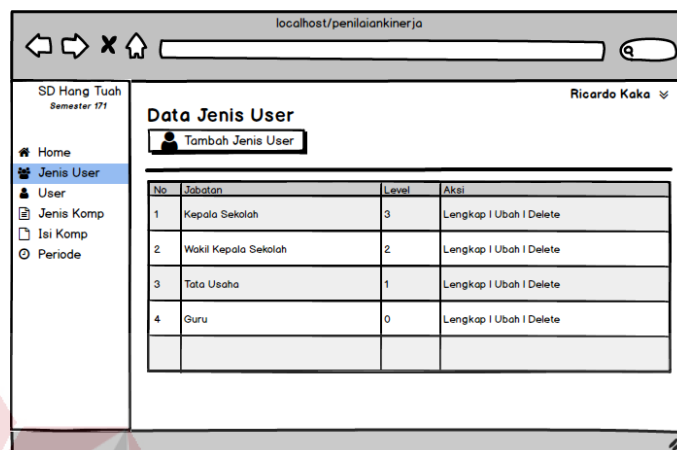 localhost/penilaiankinerja
SD Hang Tuah
Semester 171
Ricardo Kaka
Home
Jenis User
User
Jenis Komp
Isi Komp
Periode
Data Jenis User
Tambah Jenis User
No Jabatan Level Aksi
1 Kepala Sekolah 3 Lengkap | Ubah | Delete
2 Wakil Kepala Sekolah 2 Lengkap | Ubah | Delete
3 Tata Usaha 1 Lengkap | Ubah | Delete
4 Guru 0 Lengkap | Ubah | Delete